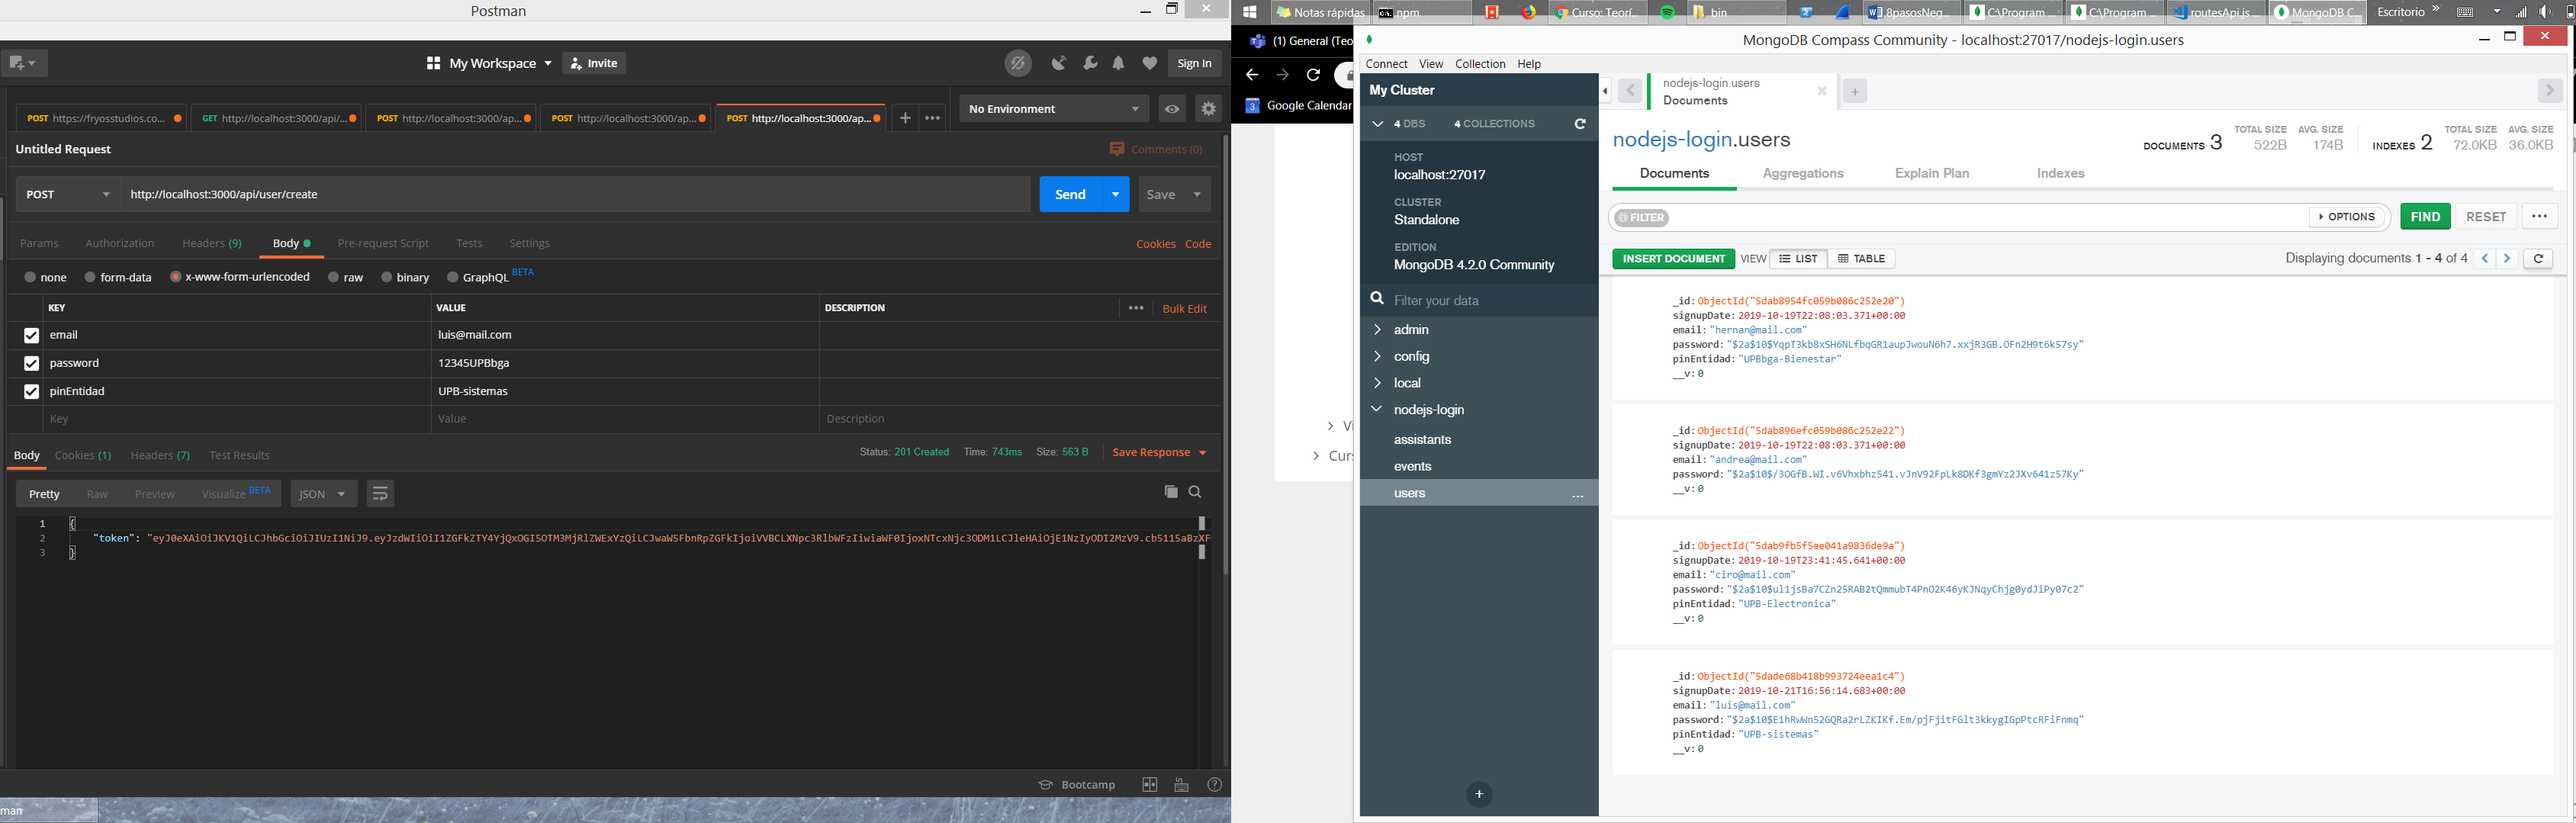 Postman
My Workspace
Invite
Sign In
POST https://fryosstudios.co...
GET http://localhost:3000/api/...
POST http://localhost:3000/ap...
POST http://localhost:3000/ap...
POST http://localhost:3000/ap...
No Environment
Untitled Request
Comments (0)
POST
http://localhost:3000/api/user/create
Send
Save
Params
Authorization
Headers (9)
Body
Pre-request Script
Tests
Settings
Cookies
Code
none
form-data
x-www-form-urlencoded
raw
binary
GraphQL BETA
KEY
VALUE
DESCRIPTION
Bulk Edit
email
luis@mail.com
password
12345UPBbga
pinEntidad
UPB-sistemas
Key
Value
Description
Body
Cookies (1)
Headers (7)
Test Results
Status: 201 Created
Time: 743ms
Size: 563 B
Save Response
Pretty
Raw
Preview
Visualize BETA
JSON
1 {
2 "token":
3 }
Bootcamp
man
Notas rápidas
npm
Curso: Teorí...
bin
8pasosNeg...
C:\Program ...
C:\Program ...
routesApi.js ...
MongoDB C...
Escritorio
(1) General (Teo
Google Calendar
3
Vi
Curs
MongoDB Compass Community - localhost:27017/nodejs-login.users
Connect View Collection Help
My Cluster
4 DBS
4 COLLECTIONS
HOST
localhost:27017
CLUSTER
Standalone
EDITION
MongoDB 4.2.0 Community
Filter your data
admin
config
local
nodejs-login
assistants
events
users
nodejs-login.users
Documents
nodejs-login.users
DOCUMENTS 3
TOTAL SIZE 522B
AVG. SIZE 174B
INDEXES 2
TOTAL SIZE 72.0KB
AVG. SIZE 36.0KB
Documents
Aggregations
Explain Plan
Indexes
FILTER
OPTIONS
FIND
RESET
INSERT DOCUMENT
VIEW
LIST
TABLE
Displaying documents 1 - 4 of 4
_id: ObjectId("5dab8954fc059b086c252e20")
signupDate: 2019-10-19T22:08:03.371+00:00
email: "hernan@mail.com"
password: "$2a$10$YqpT3kb8xSH6NLfbqGR1aupJwouN6h7.xxjR3GB.OFn2H9t6k57sy"
pinEntidad: "UPBbga-Bienestar"
__v: 0
_id: ObjectId("5dab896efc059b086c252e22")
signupDate: 2019-10-19T22:08:03.371+00:00
email: "andrea@mail.com"
password: "$2a$10$/3OGfB.WI.v6Vhxbhz541.vJnV92FpLk8DKf3gmYz2JXv641z57Ky"
__v: 0
_id: ObjectId("5dab9fb5f5ee041a9836de9a")
signupDate: 2019-10-19T23:41:45.641+00:00
email: "ciro@mail.com"
password: "$2a$10$ul1jsBa7CZn25RAB2tQmmubT4PnO2K46yKJNqyChjg0ydJiPy07c2"
pinEntidad: "UPB-Electronica"
__v: 0
_id: ObjectId("5dade68b418b993724eea1c4")
signupDate: 2019-10-21T16:56:14.683+00:00
email: "luis@mail.com"
password: "$2a$10$E1hRwWn52GQRa2rLZKIKf.Em/pjFjitFGlt3kkygIGpPtcRFiFnmq"
pinEntidad: "UPB-sistemas"
__v: 0